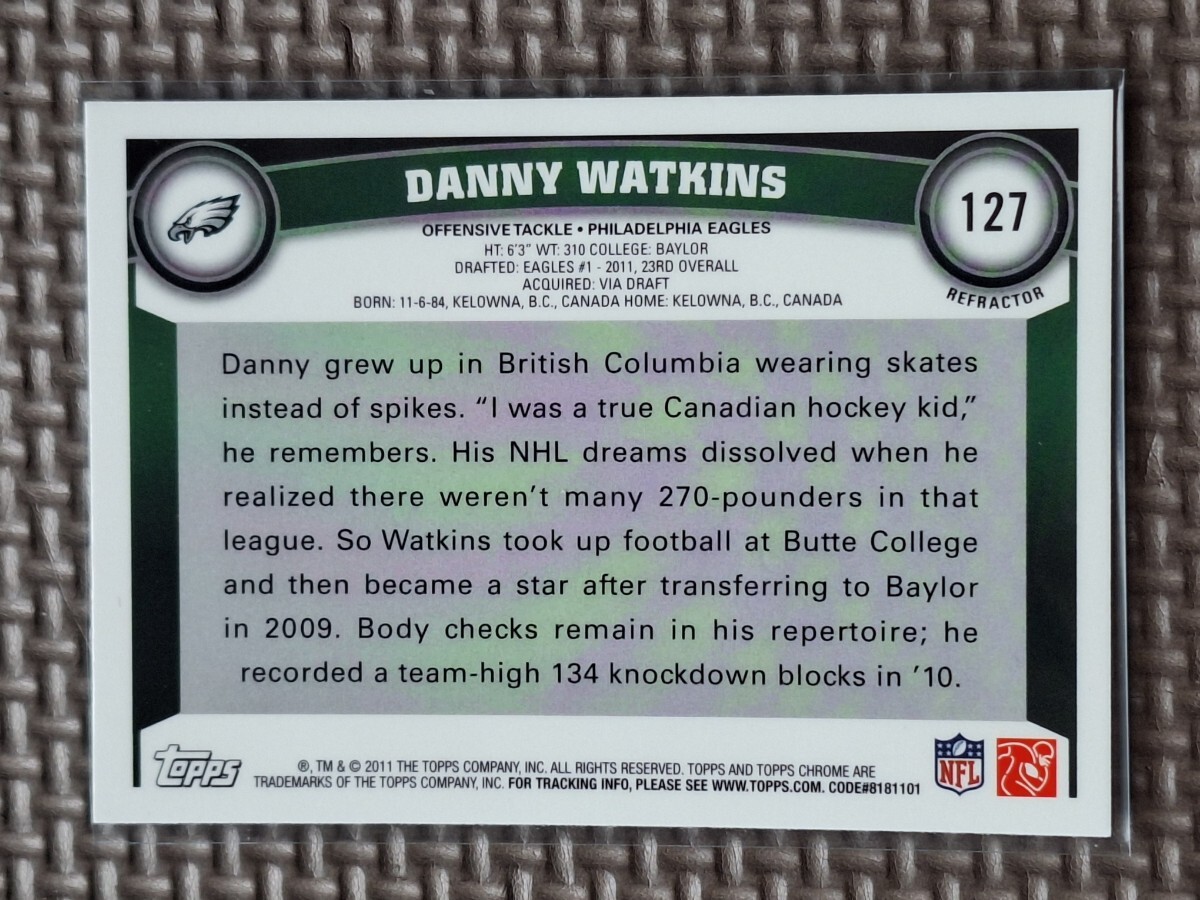 DANNY WATKINS
127
REFRACTOR
OFFENSIVE TACKLE • PHILADELPHIA EAGLES
HT: 6'3" WT: 310 COLLEGE: BAYLOR
DRAFTED: EAGLES #1 - 2011, 23RD OVERALL
ACQUIRED: VIA DRAFT
BORN: 11-6-84, KELOWNA, B.C., CANADA HOME: KELOWNA, B.C., CANADA
Danny grew up in British Columbia wearing skates
instead of spikes. “I was a true Canadian hockey kid,”
he remembers. His NHL dreams dissolved when he
realized there weren’t many 270-pounders in that
league. So Watkins took up football at Butte College
and then became a star after transferring to Baylor
in 2009. Body checks remain in his repertoire; he
recorded a team-high 134 knockdown blocks in ’10.
Topps
®, TM & © 2011 THE TOPPS COMPANY, INC. ALL RIGHTS RESERVED. TOPPS AND TOPPS CHROME ARE
TRADEMARKS OF THE TOPPS COMPANY, INC. FOR TRACKING INFO, PLEASE SEE WWW.TOPPS.COM. CODE#8181101
NFL